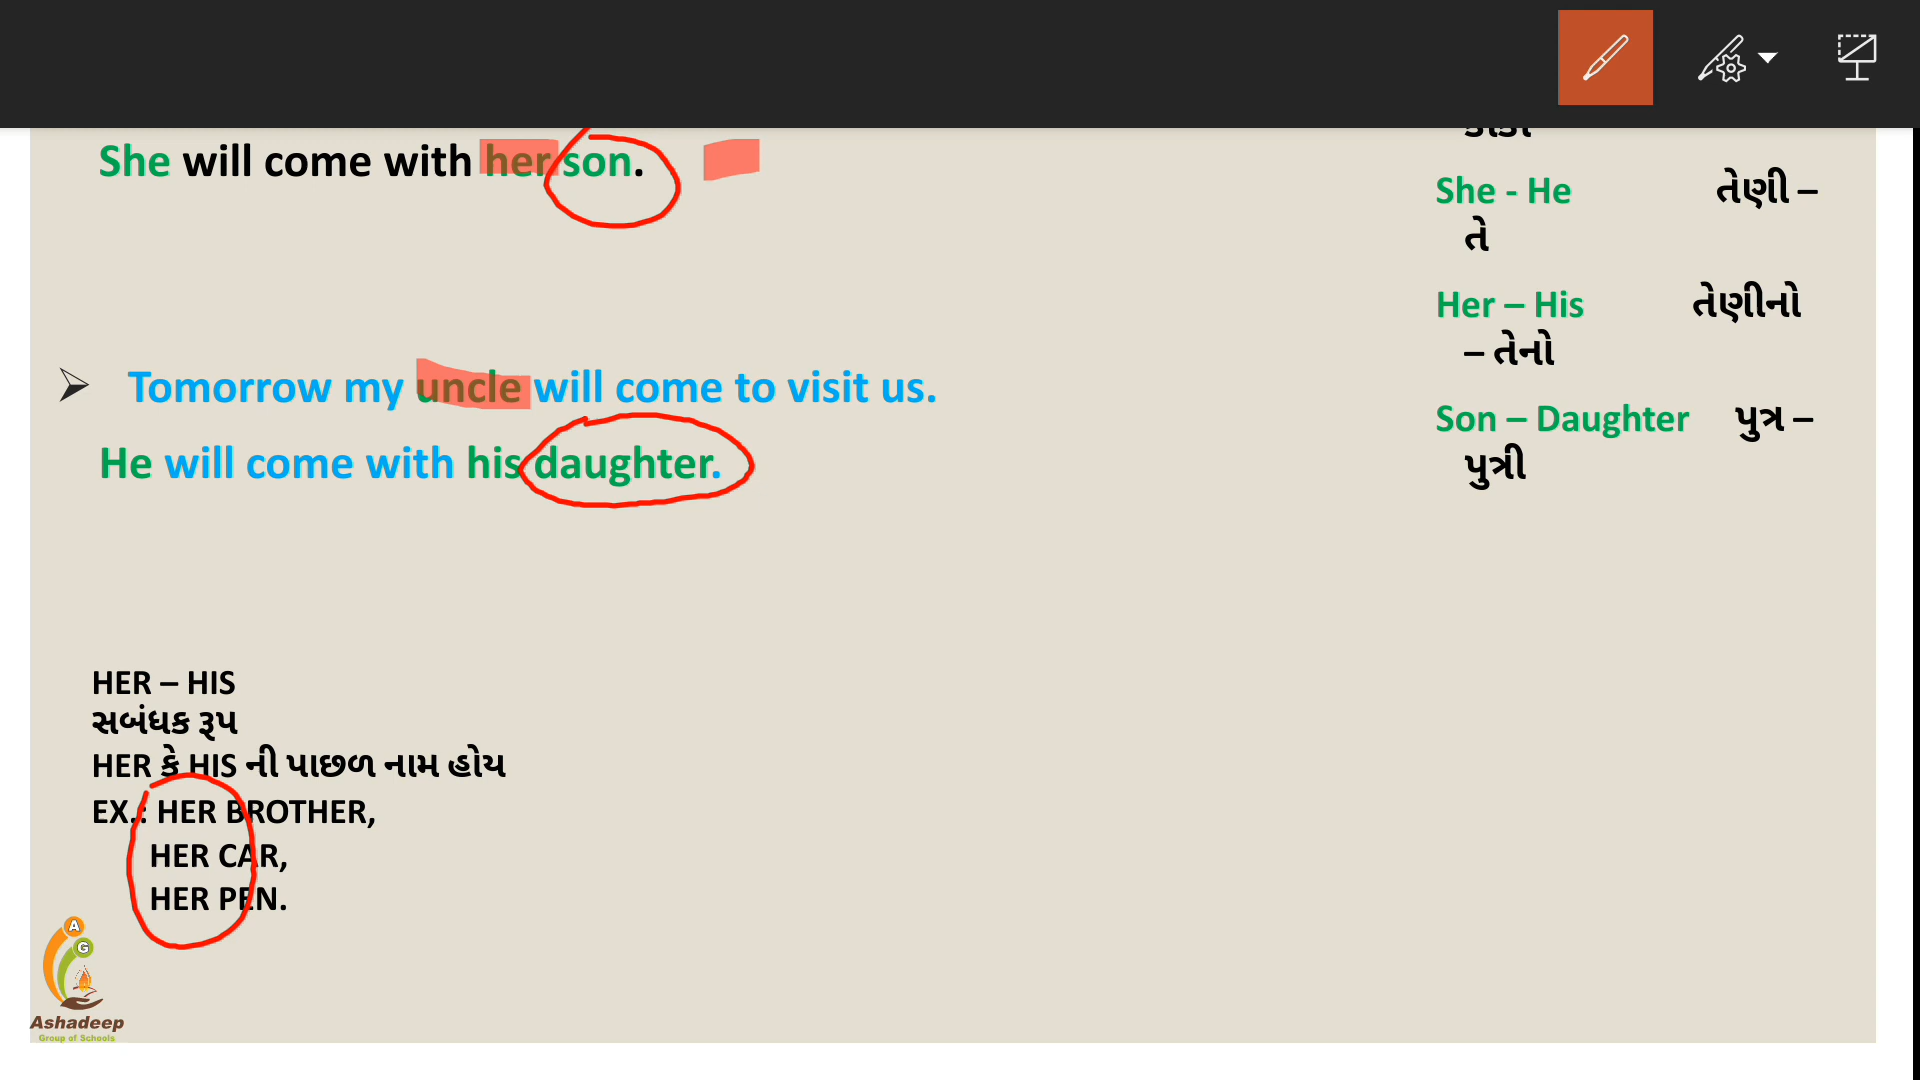 She will come with her son.
➢ Tomorrow my uncle will come to visit us.
He will come with his daughter.
HER – HIS
સબંધક રૂપ
HER કે HIS ની પાછળ નામ હોય
EX.: HER BROTHER,
HER CAR,
HER PEN.
She - He તેણી –
તે
Her – His તેણીનો
– તેનો
Son – Daughter પુત્ર –
પુત્રી
A
G
Ashadeep
Group of Schools